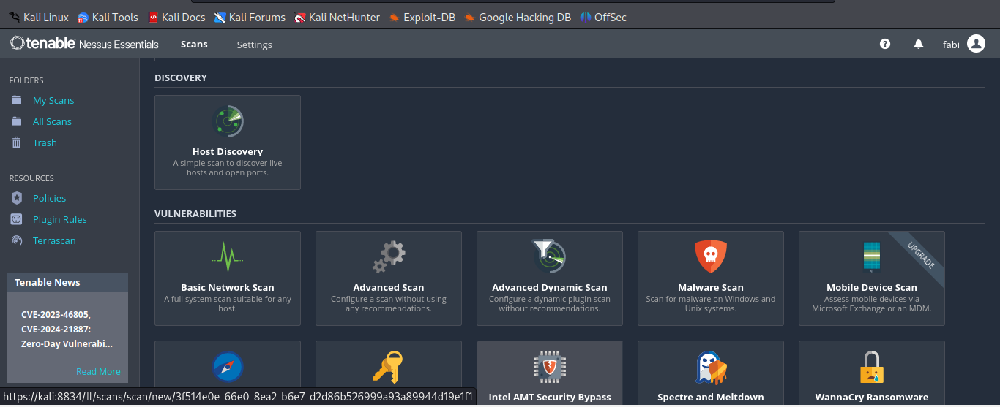 Kali Linux Kali Tools Kali Docs Kali Forums Kali NetHunter Exploit-DB Google Hacking DB OffSec
tenable Nessus Essentials Scans Settings fabi
FOLDERS
My Scans
All Scans
Trash
RESOURCES
Policies
Plugin Rules
Terrascan
Tenable News
CVE-2023-46805,
CVE-2024-21887:
Zero-Day Vulnerabi...
Read More
DISCOVERY
Host Discovery
A simple scan to discover live
hosts and open ports.
VULNERABILITIES
Basic Network Scan
A full system scan suitable for any
host.
Advanced Scan
Configure a scan without using
any recommendations.
Advanced Dynamic Scan
Configure a dynamic plugin scan
without recommendations.
Malware Scan
Scan for malware on Windows and
Unix systems.
UPGRADE
Mobile Device Scan
Assess mobile devices via
Microsoft Exchange or an MDM.
Intel AMT Security Bypass
Spectre and Meltdown
WannaCry Ransomware
https://kali:8834/#/scans/scan/new/3f514e0e-66e0-8ea2-b6e7-d2d86b526999a93a89944d19e1f1